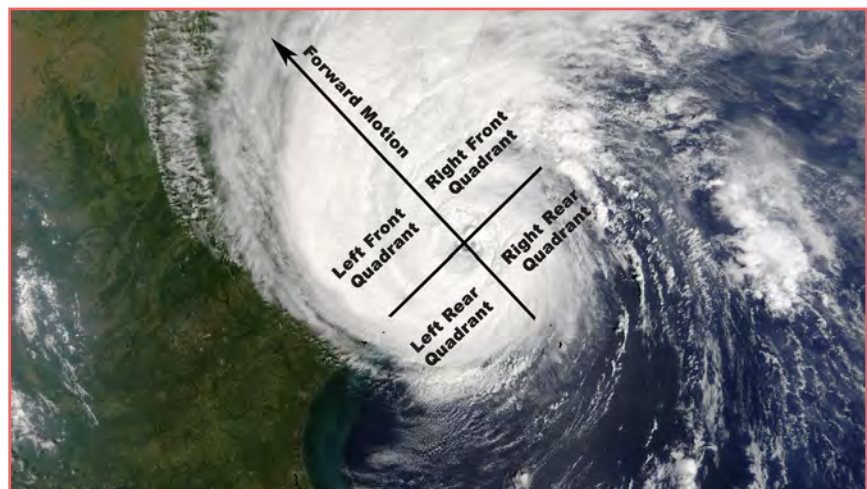 Forward Motion
Right Front
Quadrant
Left Front
Quadrant
Right Rear
Quadrant
Left Rear
Quadrant